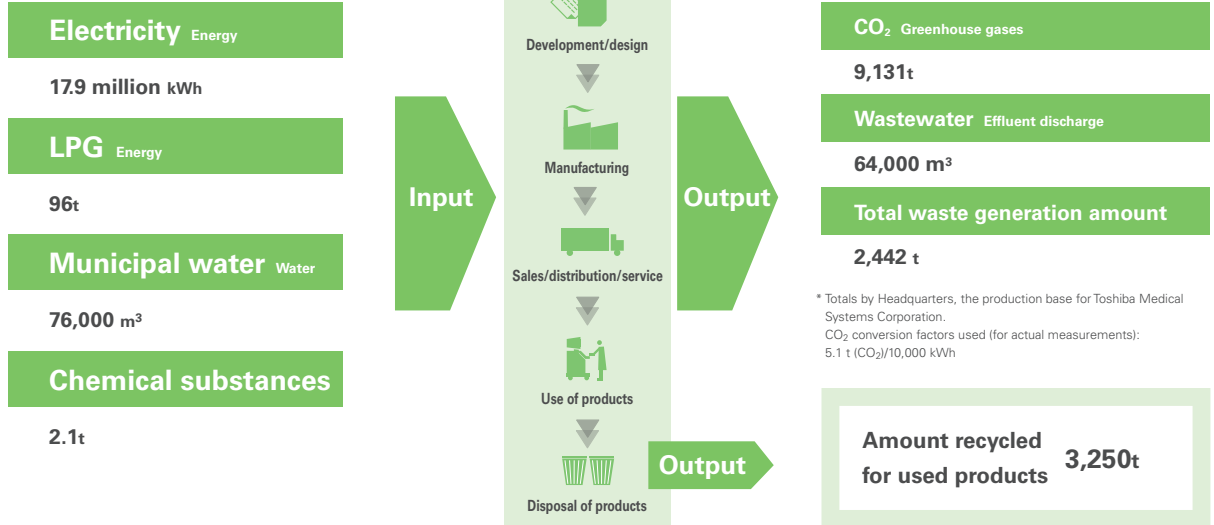 Electricity Energy
17.9 million kWh
LPG Energy
96t
Municipal water Water
76,000 m³
Chemical substances
2.1t
Input
Development/design
Manufacturing
Sales/distribution/service
Use of products
Disposal of products
Output
Output
CO₂ Greenhouse gases
9,131t
Wastewater Effluent discharge
64,000 m³
Total waste generation amount
2,442 t
* Totals by Headquarters, the production base for Toshiba Medical
Systems Corporation.
CO₂ conversion factors used (for actual measurements):
5.1 t (CO₂)/10,000 kWh
Amount recycled
for used products 3,250t